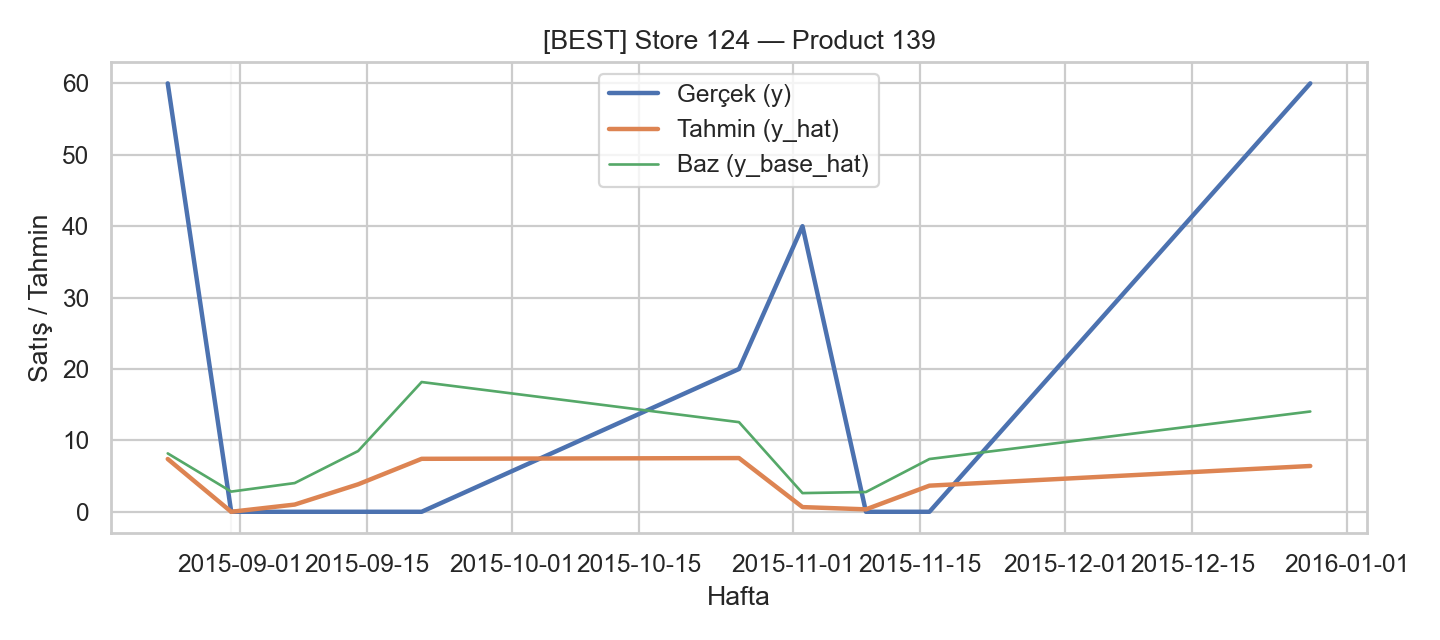 [BEST] Store 124 — Product 139
Gerçek (y)
Tahmin (y_hat)
Baz (y_base_hat)
Satış / Tahmin
60
50
40
30
20
10
0
2015-09-01 2015-09-15 2015-10-01 2015-10-15 2015-11-01 2015-11-15 2015-12-01 2015-12-15 2016-01-01
Hafta